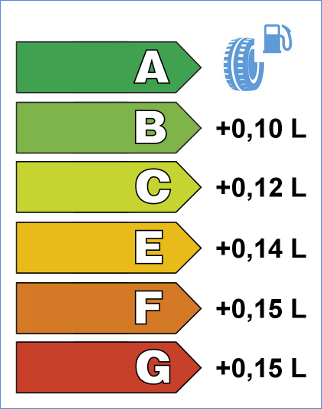 A
B +0,10 L
C +0,12 L
E +0,14 L
F +0,15 L
G +0,15 L